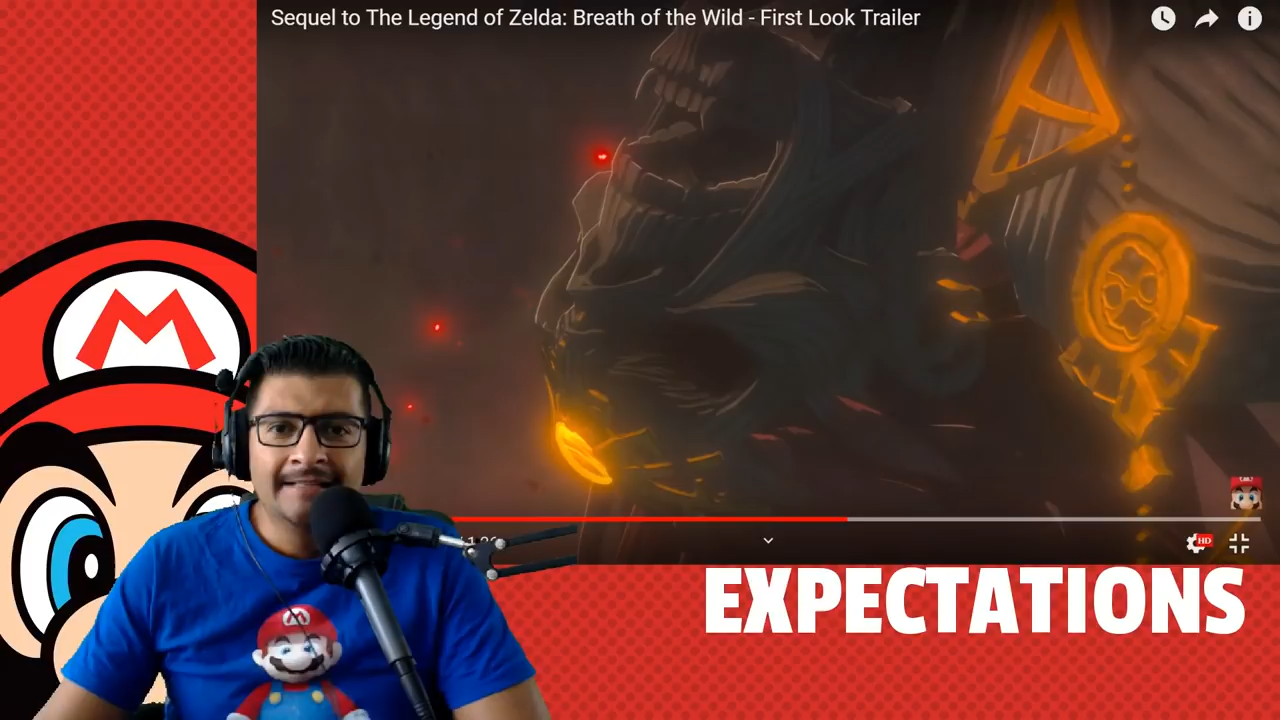 Sequel to The Legend of Zelda: Breath of the Wild - First Look Trailer
M
HD
EXPECTATIONS
M